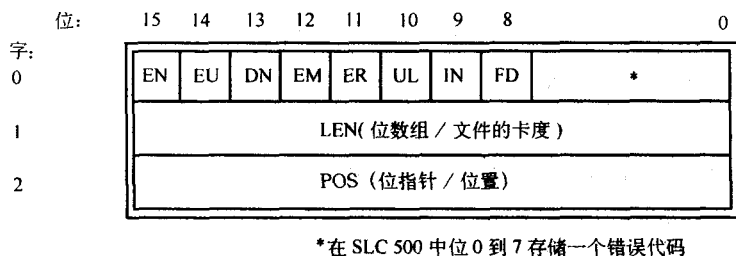 位: 15 14 13 12 11 10 9 8 0
字:
0 EN EU DN EM ER UL IN FD *
1 LEN( 位数组 / 文件的卡度 )
2 POS (位指针 / 位置)
*在 SLC 500 中位 0 到 7 存储一个错误代码